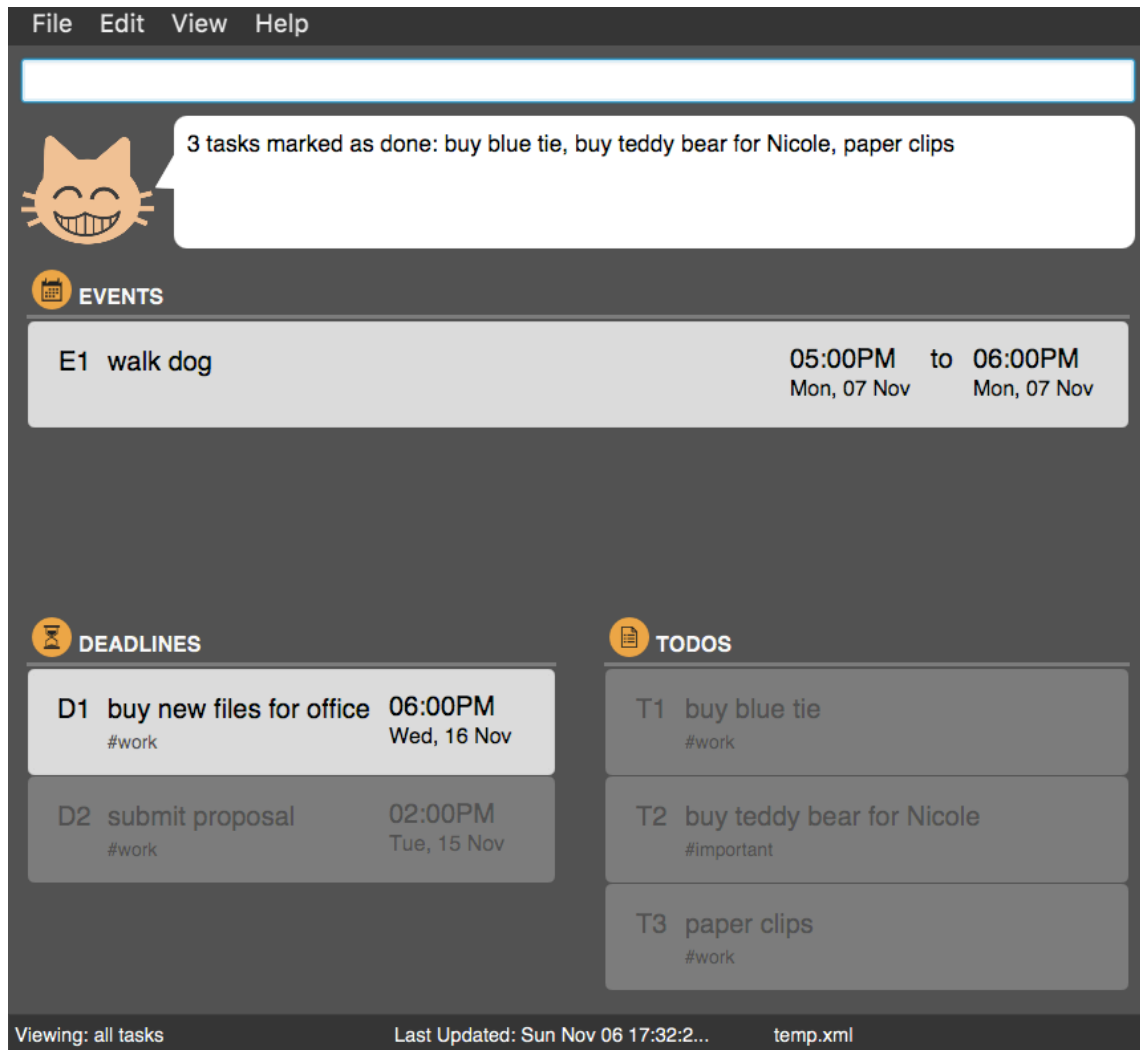 File Edit View Help
3 tasks marked as done: buy blue tie, buy teddy bear for Nicole, paper clips
EVENTS
E1 walk dog 05:00PM to 06:00PM
Mon, 07 Nov Mon, 07 Nov
DEADLINES
D1 buy new files for office 06:00PM
#work Wed, 16 Nov
D2 submit proposal 02:00PM
#work Tue, 15 Nov
TODOS
T1 buy blue tie
#work
T2 buy teddy bear for Nicole
#important
T3 paper clips
#work
Viewing: all tasks Last Updated: Sun Nov 06 17:32:2... temp.xml